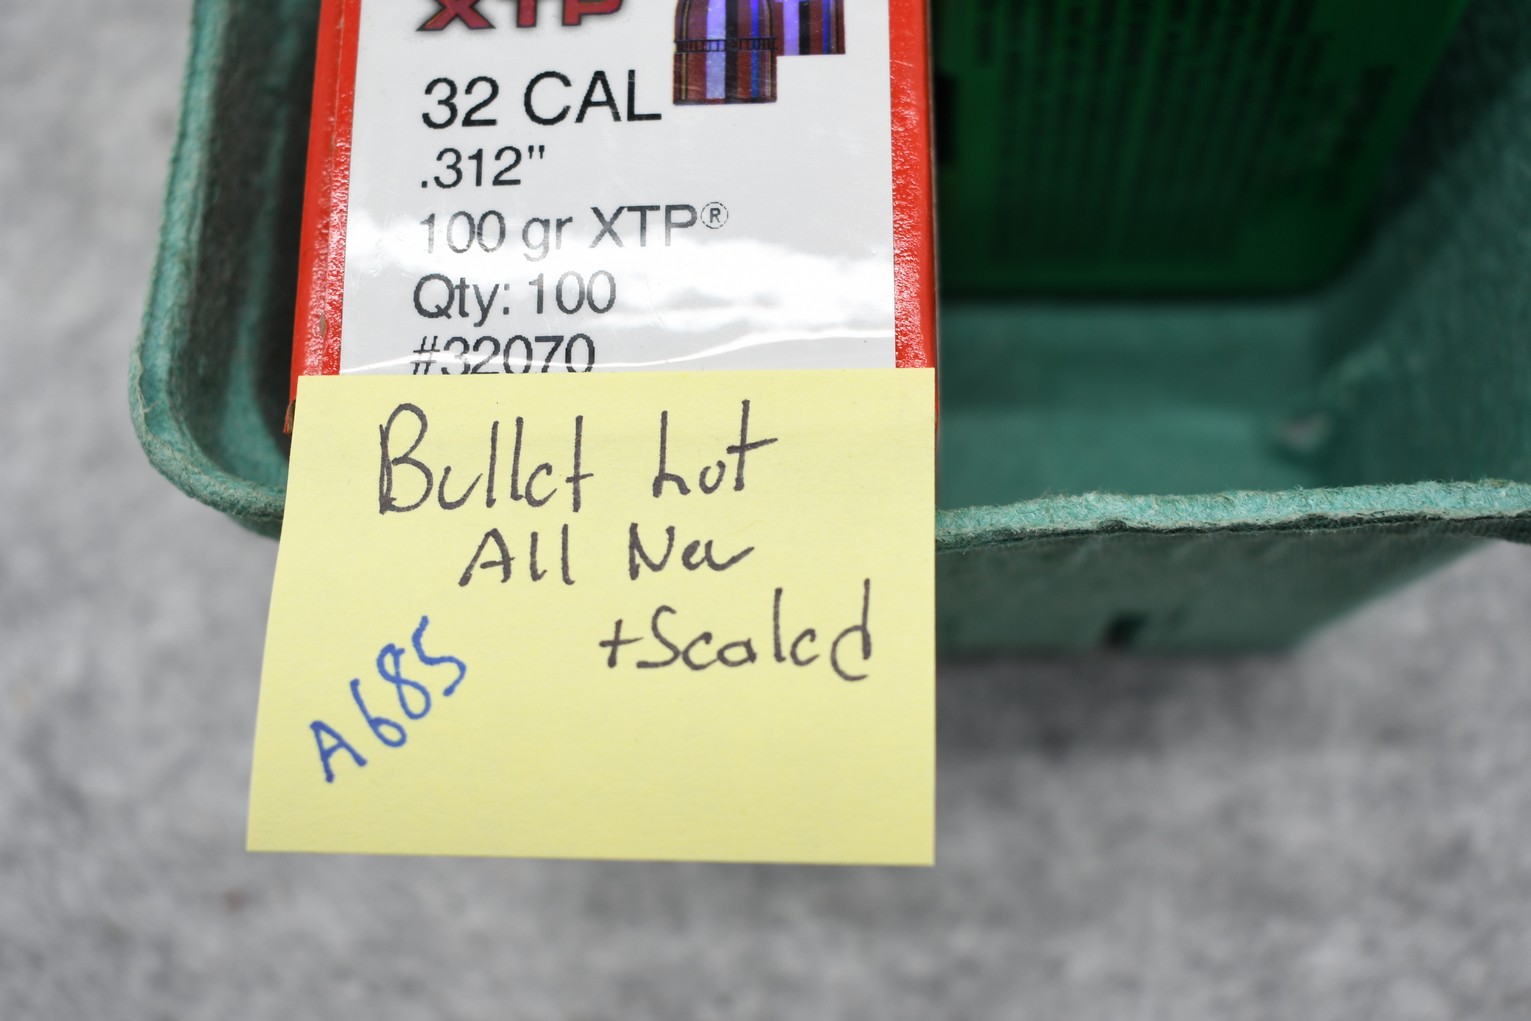 XTP
32 CAL
.312"
100 gr XTP®
Qty: 100
#32070
Bullet Lot
All New
+Sealed
A685